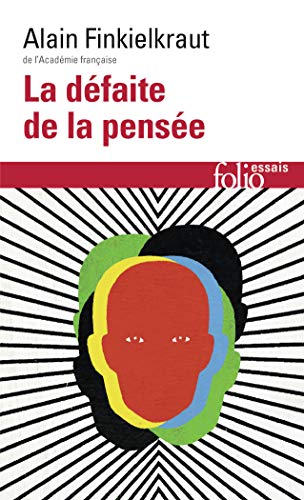 Alain Finkielkraut
de l'Académie française
La défaite
de la pensée
essais
folio